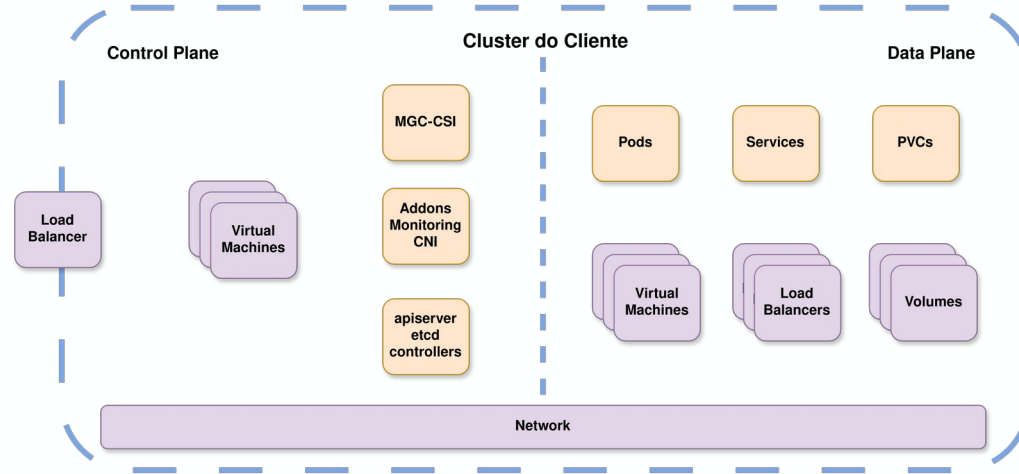 Cluster do Cliente
Control Plane
Data Plane
MGC-CSI
Pods
Services
PVCs
Load
Balancer
Virtual
Machines
Addons
Monitoring
CNI
Virtual
Machines
Load
Balancers
Volumes
apiserver
etcd
controllers
Network